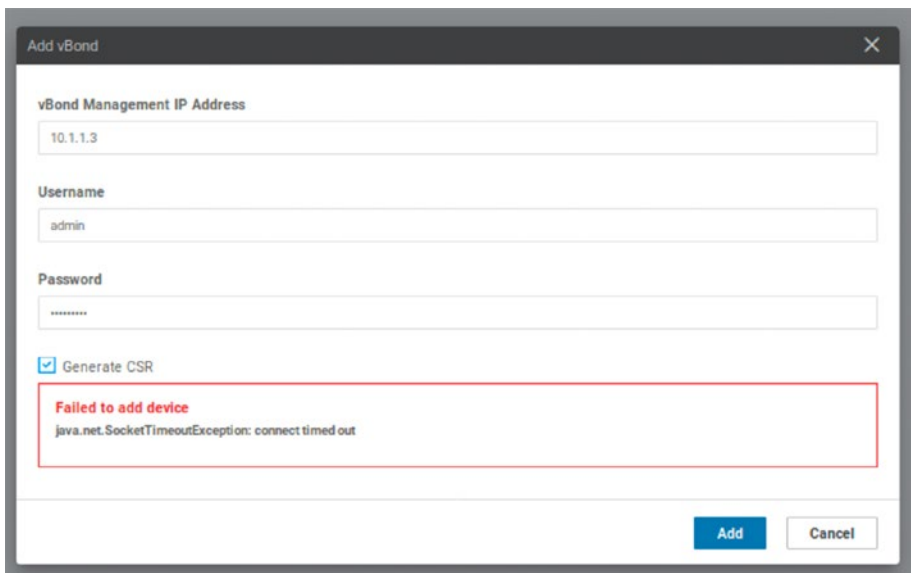 Add vBond
vBond Management IP Address
10.1.1.3
Username
admin
Password
·········
Generate CSR
Failed to add device
java.net.SocketTimeoutException: connect timed out
Add Cancel